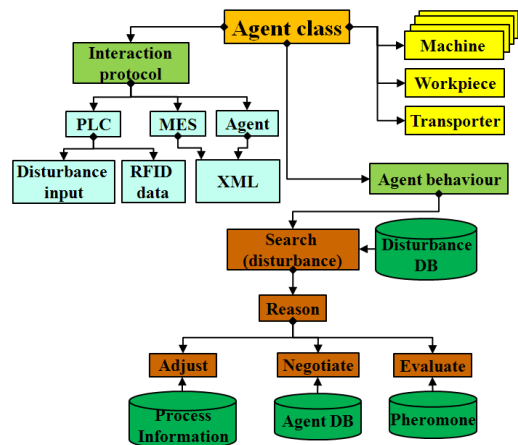 Agent class
Interaction
protocol
Machine
Workpiece
Transporter
PLC
MES
Agent
Disturbance
input
RFID
data
XML
Agent behaviour
Search
(disturbance)
Disturbance
DB
Reason
Adjust
Negotiate
Evaluate
Process
Information
Agent DB
Pheromone